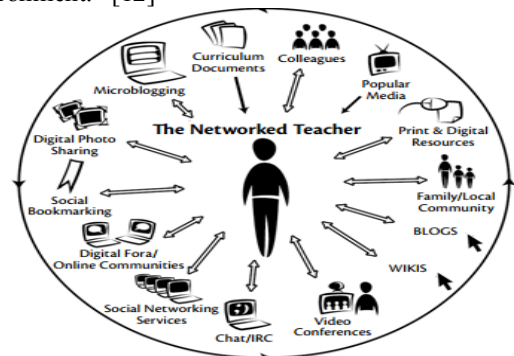 [12]
Curriculum
Documents
Colleagues
Microblogging
Popular
Media
The Networked Teacher
Digital Photo
Sharing
Print & Digital
Resources
Social
Bookmarking
Family/Local
Community
BLOGS
Digital Fora/
Online Communities
WIKIS
Social Networking
Services
Chat/IRC
Video
Conferences